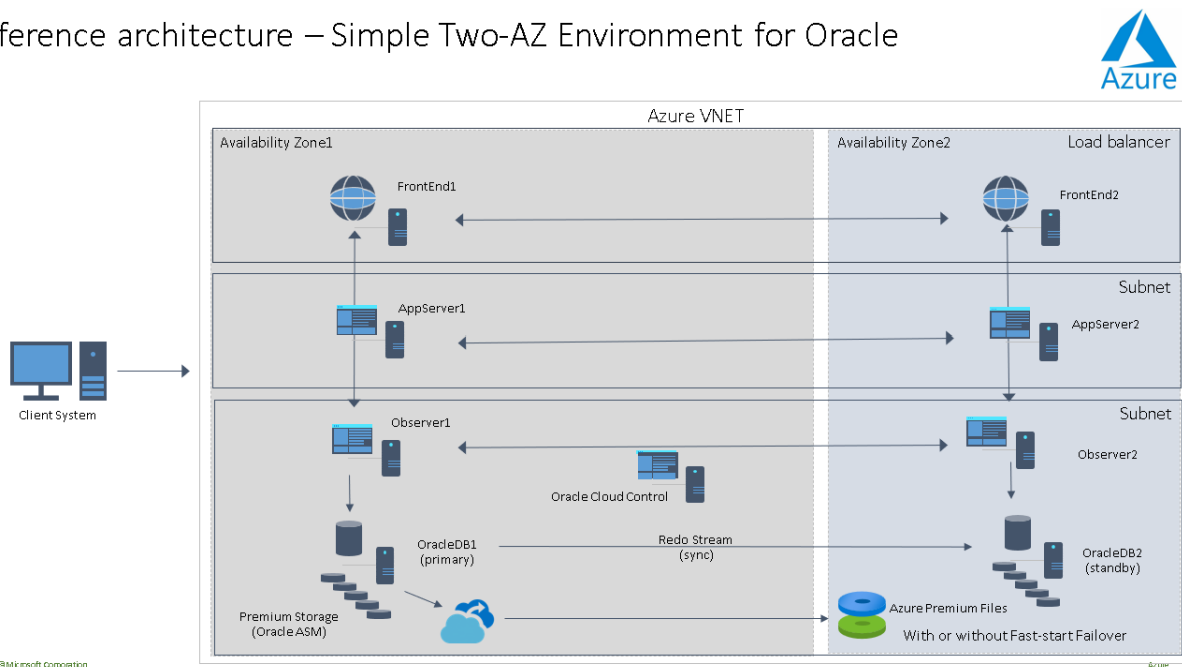 ference architecture – Simple Two-AZ Environment for Oracle
Azure
Azure VNET
Availability Zone1
Availability Zone2
Load balancer
FrontEnd1
FrontEnd2
Subnet
AppServer1
AppServer2
Client System
Subnet
Observer1
Observer2
Oracle Cloud Control
OracleDB1
(primary)
Redo Stream
(sync)
OracleDB2
(standby)
Premium Storage
(Oracle ASM)
Azure Premium Files
With or without Fast-start Failover
©Microsoft Corporation
Azure